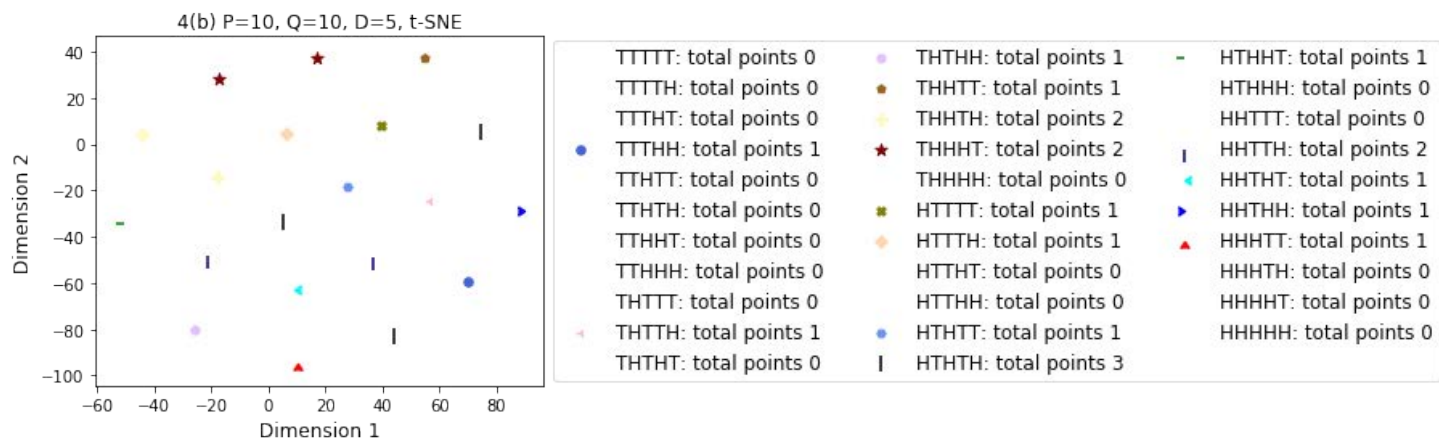 4(b) P=10, Q=10, D=5, t-SNE
40
20
0
−20
−40
−60
−80
−100
Dimension 2
−60 −40 −20 0 20 40 60 80
Dimension 1
TTTTT: total points 0
TTTTH: total points 0
TTTHT: total points 0
TTTHH: total points 1
TTHTT: total points 0
TTHTH: total points 0
TTHHT: total points 0
TTHHH: total points 0
THTTT: total points 0
THTTH: total points 1
THTHT: total points 0
THTHH: total points 1
THHTT: total points 1
THHTH: total points 2
THHHT: total points 2
THHHH: total points 0
HTTTT: total points 1
HTTTH: total points 1
HTTHT: total points 0
HTTHH: total points 0
HTHTT: total points 1
HTHTH: total points 3
HTHHT: total points 1
HTHHH: total points 0
HHTTT: total points 0
HHTTH: total points 2
HHTHT: total points 1
HHTHH: total points 1
HHHTT: total points 1
HHHTH: total points 0
HHHHT: total points 0
HHHHH: total points 0